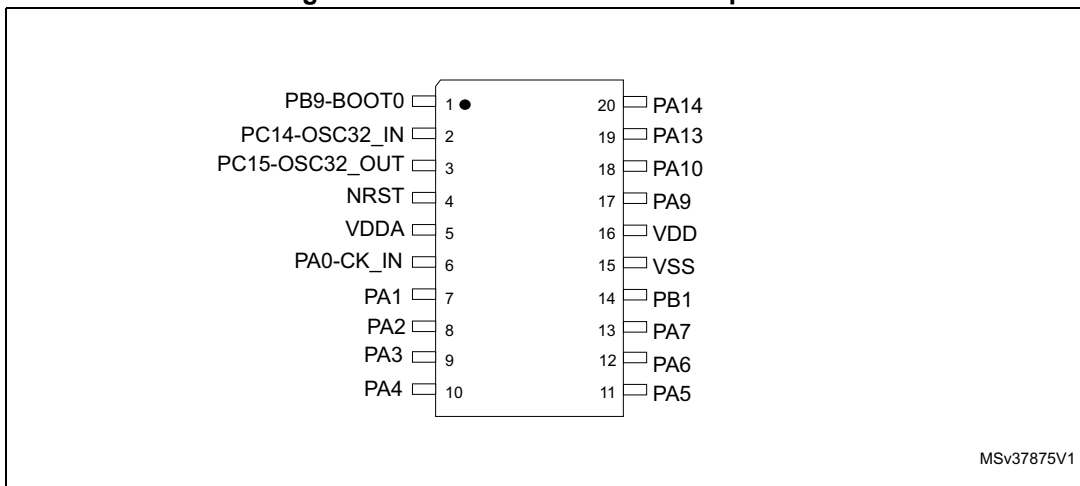 PB9-BOOT0 1 20 PA14
PC14-OSC32_IN 2 19 PA13
PC15-OSC32_OUT 3 18 PA10
NRST 4 17 PA9
VDDA 5 16 VDD
PA0-CK_IN 6 15 VSS
PA1 7 14 PB1
PA2 8 13 PA7
PA3 9 12 PA6
PA4 10 11 PA5
MSv37875V1